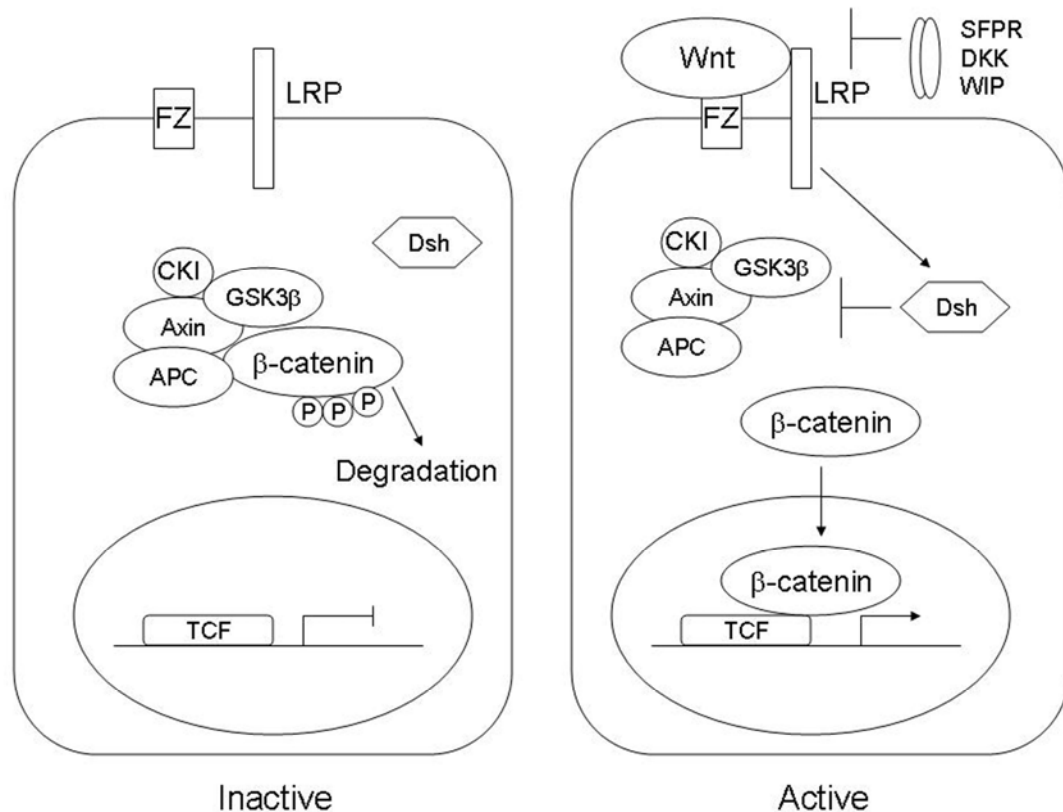 FZ
LRP
Dsh
CKI
GSK3β
Axin
APC
β-catenin
P
P
P
Degradation
TCF
Inactive
Wnt
FZ
LRP
SFPR
DKK
WIP
CKI
GSK3β
Axin
APC
Dsh
β-catenin
β-catenin
TCF
Active